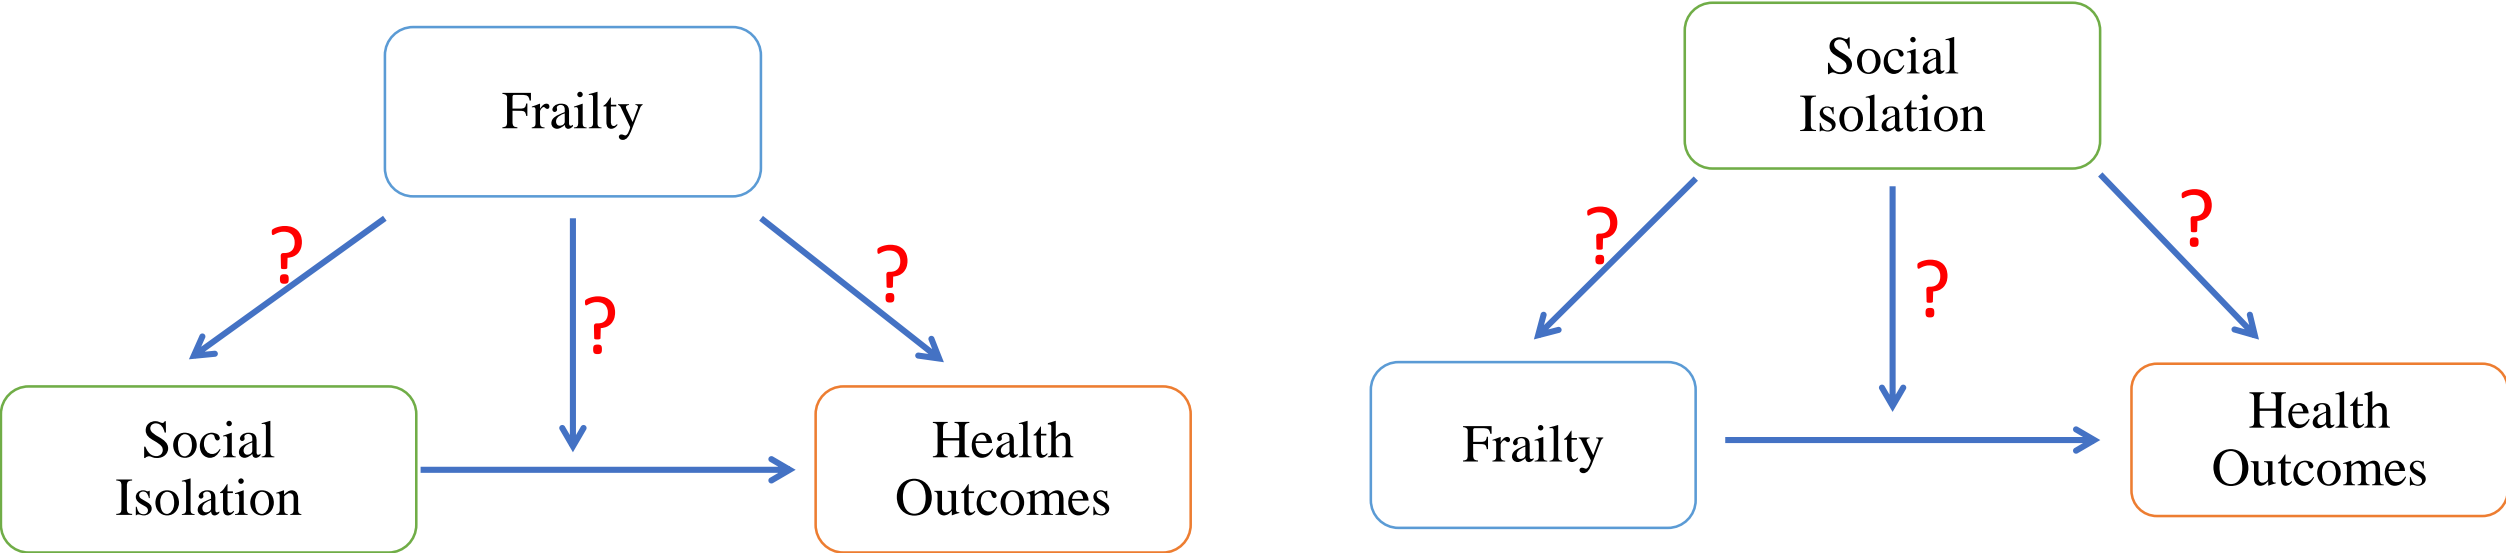 Frailty
?
?
?
Social
Isolation
Health
Outcomes
Social
Isolation
?
?
?
Frailty
Health
Outcomes